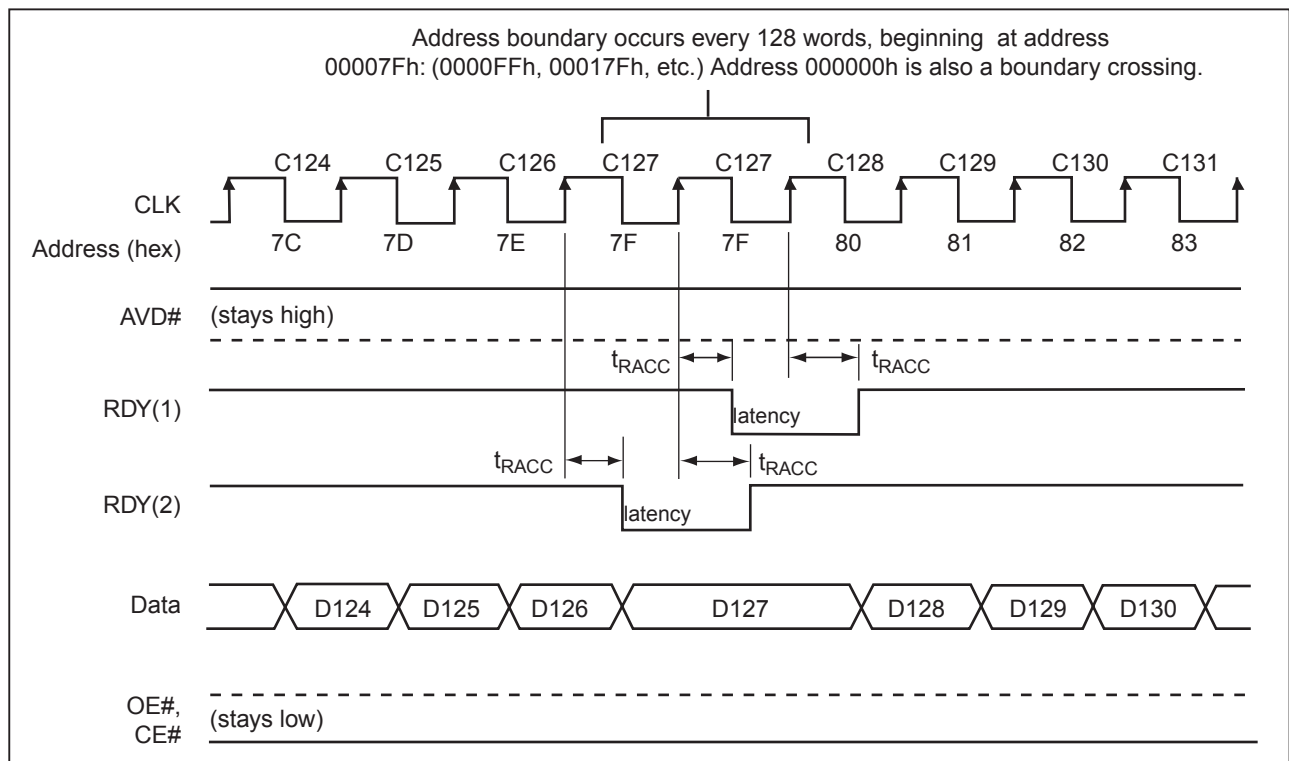 Address boundary occurs every 128 words, beginning at address
00007Fh: (0000FFh, 00017Fh, etc.) Address 000000h is also a boundary crossing.
C124 C125 C126 C127 C127 C128 C129 C130 C131
CLK
Address (hex) 7C 7D 7E 7F 7F 80 81 82 83
AVD# (stays high)
tRACC tRACC
RDY(1) latency
tRACC tRACC
RDY(2) latency
Data D124 D125 D126 D127 D128 D129 D130
OE#,
CE# (stays low)